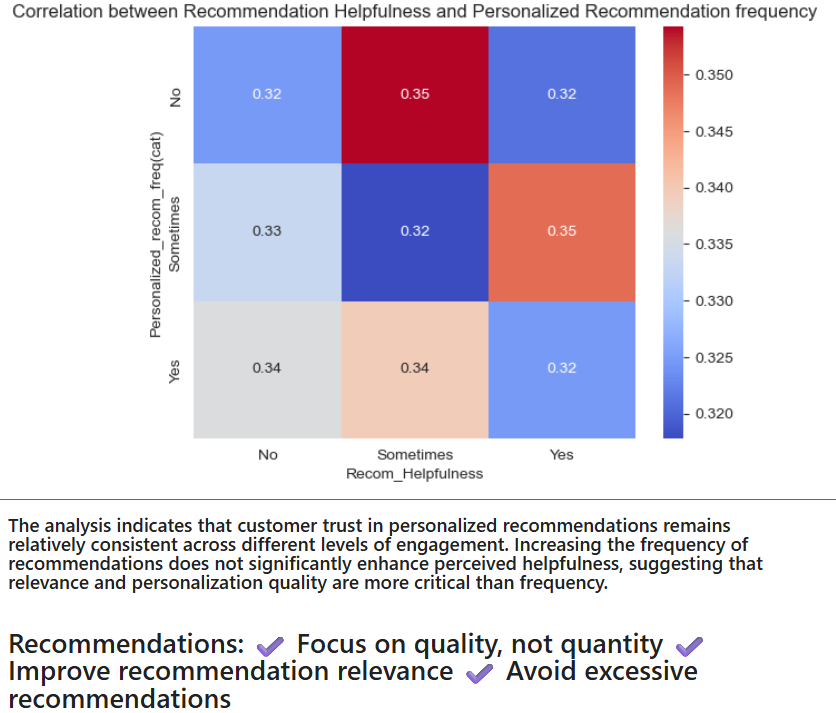 Correlation between Recommendation Helpfulness and Personalized Recommendation frequency
No
0.32
0.35
0.32
Sometimes
0.33
0.32
0.35
Yes
0.34
0.34
0.32
Personalized_recom_freq(cat)
No
Sometimes
Yes
Recom_Helpfulness
0.350
0.345
0.340
0.335
0.330
0.325
0.320
The analysis indicates that customer trust in personalized recommendations remains
relatively consistent across different levels of engagement. Increasing the frequency of
recommendations does not significantly enhance perceived helpfulness, suggesting that
relevance and personalization quality are more critical than frequency.
Recommendations: ✔ Focus on quality, not quantity ✔
Improve recommendation relevance ✔ Avoid excessive
recommendations